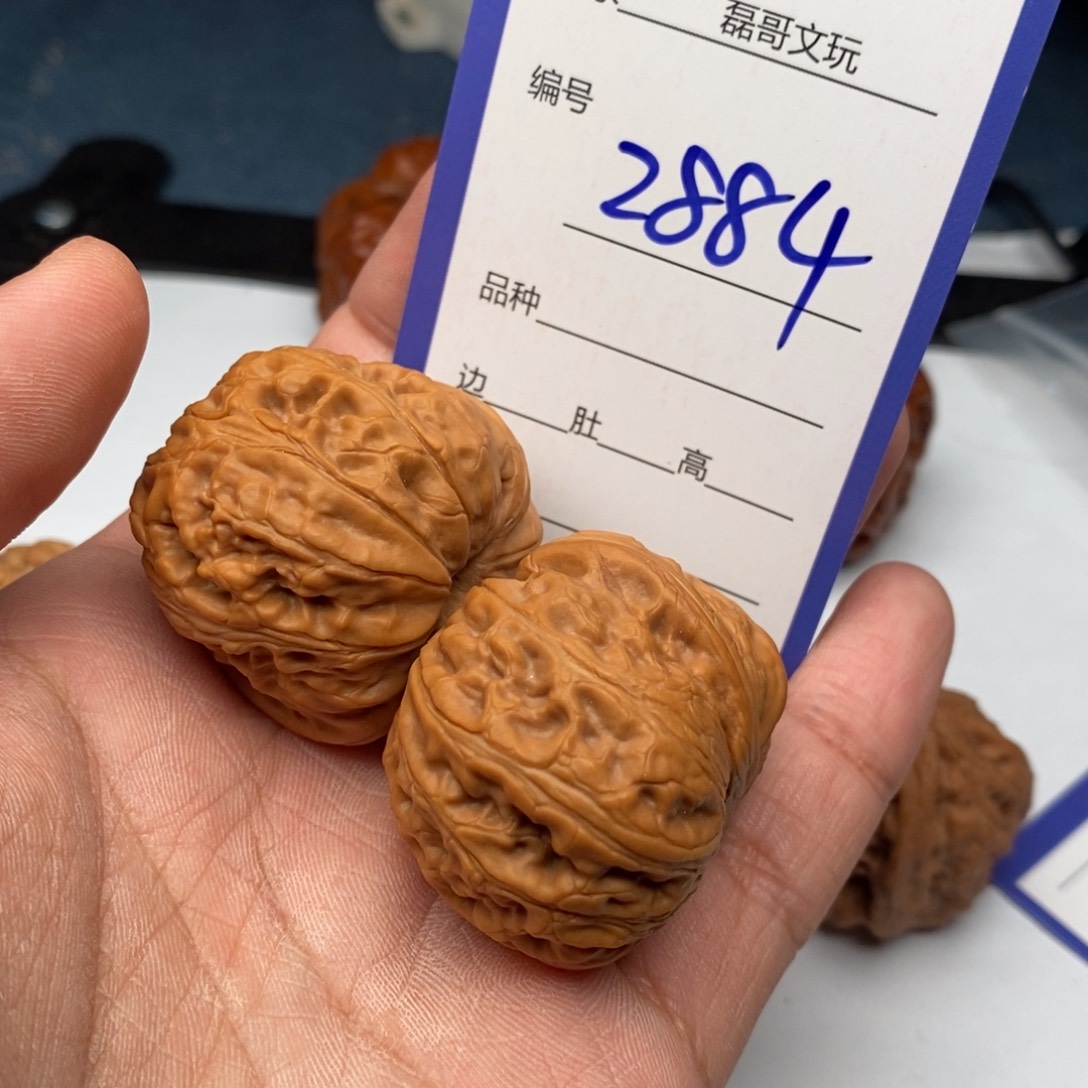 磊哥文玩
编号 2884
品种
边 肚 高